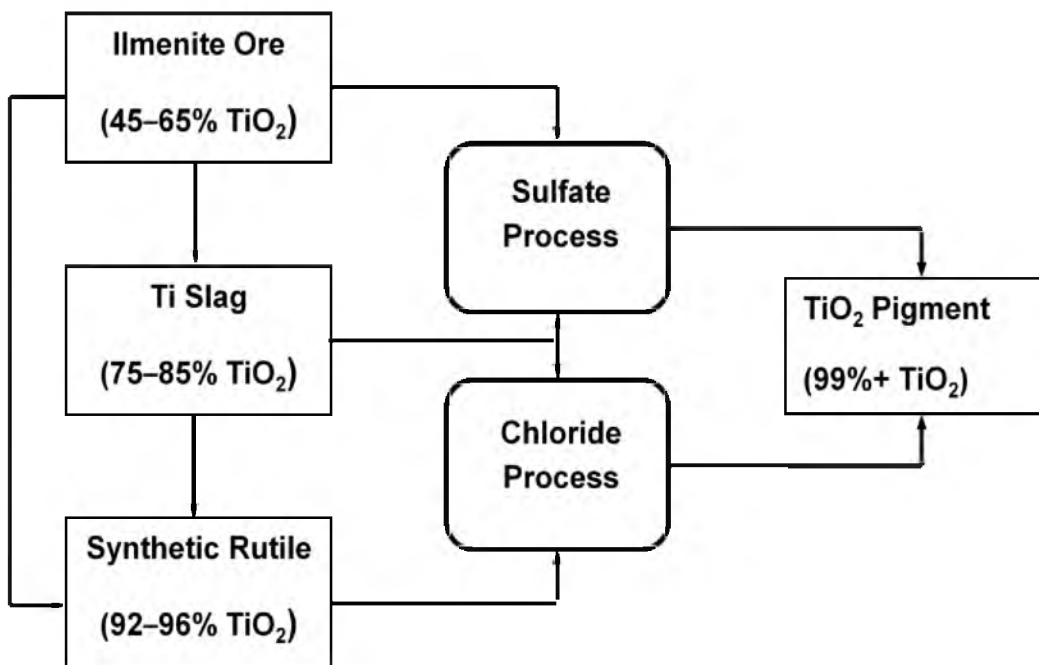 Ilmenite Ore
(45–65% TiO₂)
Sulfate
Process
Ti Slag
(75–85% TiO₂)
TiO₂ Pigment
(99%+ TiO₂)
Chloride
Process
Synthetic Rutile
(92–96% TiO₂)